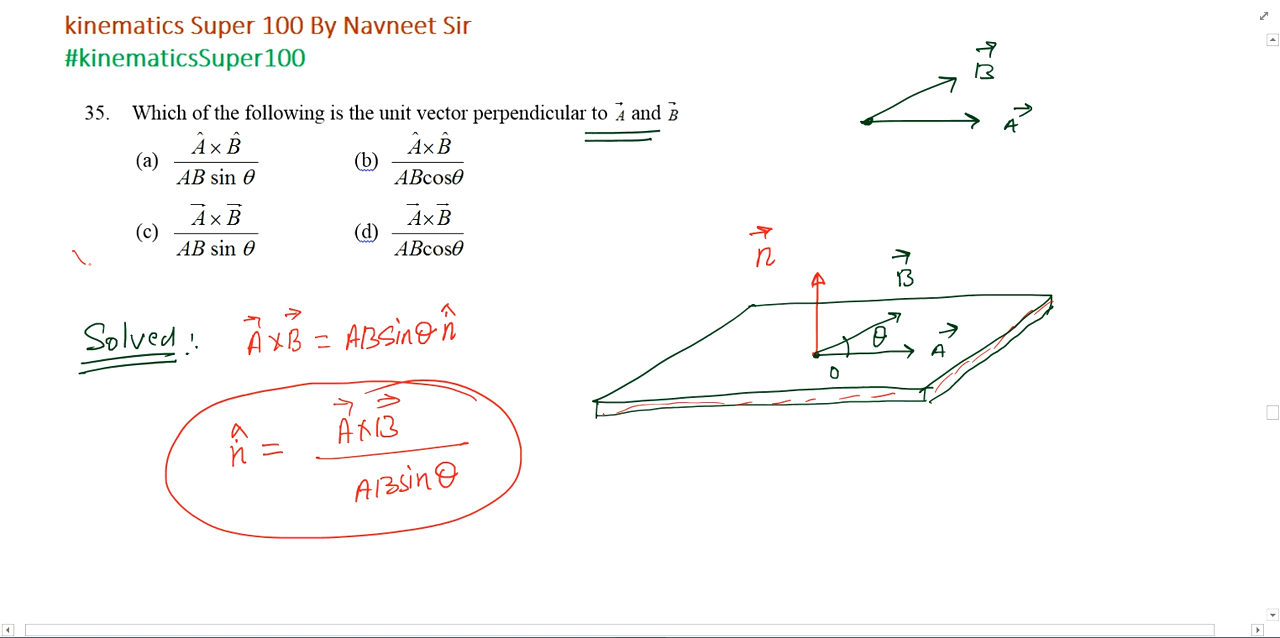 kinematics Super 100 By Navneet Sir
#kinematicsSuper100
35. Which of the following is the unit vector perpendicular to A⃗ and B⃗
(a) Â × B̂ / AB sin θ (b) Â×B̂ / ABcosθ
(c) A⃗ × B⃗ / AB sin θ (d) A⃗×B⃗ / ABcosθ
B⃗
A⃗
Solved :
A⃗ × B⃗ = ABsinθ n̂
n̂ = A⃗×B⃗ / ABsinθ
n⃗
B⃗
θ
A⃗
O